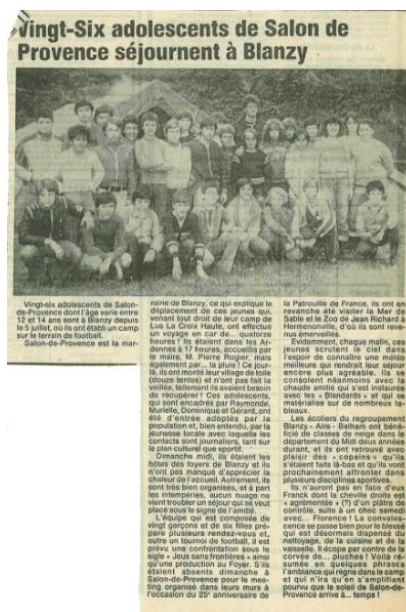 Vingt-Six adolescents de Salon de
Provence séjournent à Blanzy
Vingt-six adolescents de Salon-
de-Provence dont l'âge varie entre
12 et 14 ans sont à Blanzy depuis
le 5 juillet, où ils ont établi un camp
sur le terrain de football.
Salon-de-Provence est la mar-
raine de Blanzy, ce qui explique le
déplacement de ces jeunes qui,
venant tout droit de leur camp de
Lus La Croix Haute, ont effectué
un voyage en car de... quatorze
heures ! Ils étaient dans les Ar-
dennes à 17 heures, accueillis par
le maire, M. Pierre Rogier, mais
également par... la pluie ! Ce jour-
là, ils ont monté leur village de toile
(douze tentes) et n'ont pas fait la
veillée, tellement ils avaient besoin
de récupérer ! Ces adolescents,
qui sont encadrés par Raymonde,
Murielle, Dominique et Gérard, ont
été d'entrée adoptés par la
population et, bien entendu, par la
jeunesse locale avec laquelle les
contacts sont journaliers, tant sur
le plan culturel que sportif.
Dimanche midi, ils étaient les
hôtes des foyers de Blanzy et ils
n'ont pas manqué d'apprécier la
chaleur de l'accueil. Autrement, ils
sont très bien organisés, et à part
les intempéries, aucun nuage ne
vient troubler un séjour qui se veut
placé sous le signe de l'amitié.
L'équipe qui est composée de
vingt garçons et de six filles pré-
pare plusieurs rendez-vous et,
outre un tournoi de football, il est
prévu une confrontation sous le
sigle « Jeux sans frontières » ainsi
qu'une production au Foyer. S'ils
étaient absents dimanche à
Salon-de-Provence pour le mee-
ting organisé dans leurs murs à
l'occasion du 25e anniversaire de
la Patrouille de France, ils ont en
revanche été visiter la Mer de
Sable et le Zoo de Jean Richard à
Hermenonville, d'où ils sont reve-
nus émerveillés.
Evidemment, chaque matin, ces
jeunes scrutent le ciel dans
l'espoir de connaître une météo
meilleure qui rendrait leur séjour
encore plus agréable. Ils se
consolent néanmoins avec la
chaude amitié qui s'est instaurée
avec les « Blandards » et qui se
matérialise sur de nombreux ta-
bleaux.
Les écoliers du regroupement
Blanzy - Aire - Balham ont béné-
ficié de classes de neige dans le
département du Midi deux années
durant, et ils ont retrouvé avec
plaisir des « copains » qu'ils
s'étaient faits là-bas et qu'ils vont
prochainement affronter dans
plusieurs disciplines sportives.
Ils n'auront pas en face d'eux
Franck dont la cheville droite est
« agrémentée » (?) d'un plâtre de
contrôle, suite à un choc samedi
avec... Florence ! La convales-
cence se passe bien pour le blessé
qui est désormais dispensé du
nettoyage, de la cuisine et de la
vaisselle. Il écope par contre de la
corvée de... pluches ! Voilà ré-
sumée en quelques phrases
l'ambiance qui règne dans le camp
et qui n'ira qu'en s'amplifiant
pourvu que le soleil de Salon-de-
Provence arrive à... temps !